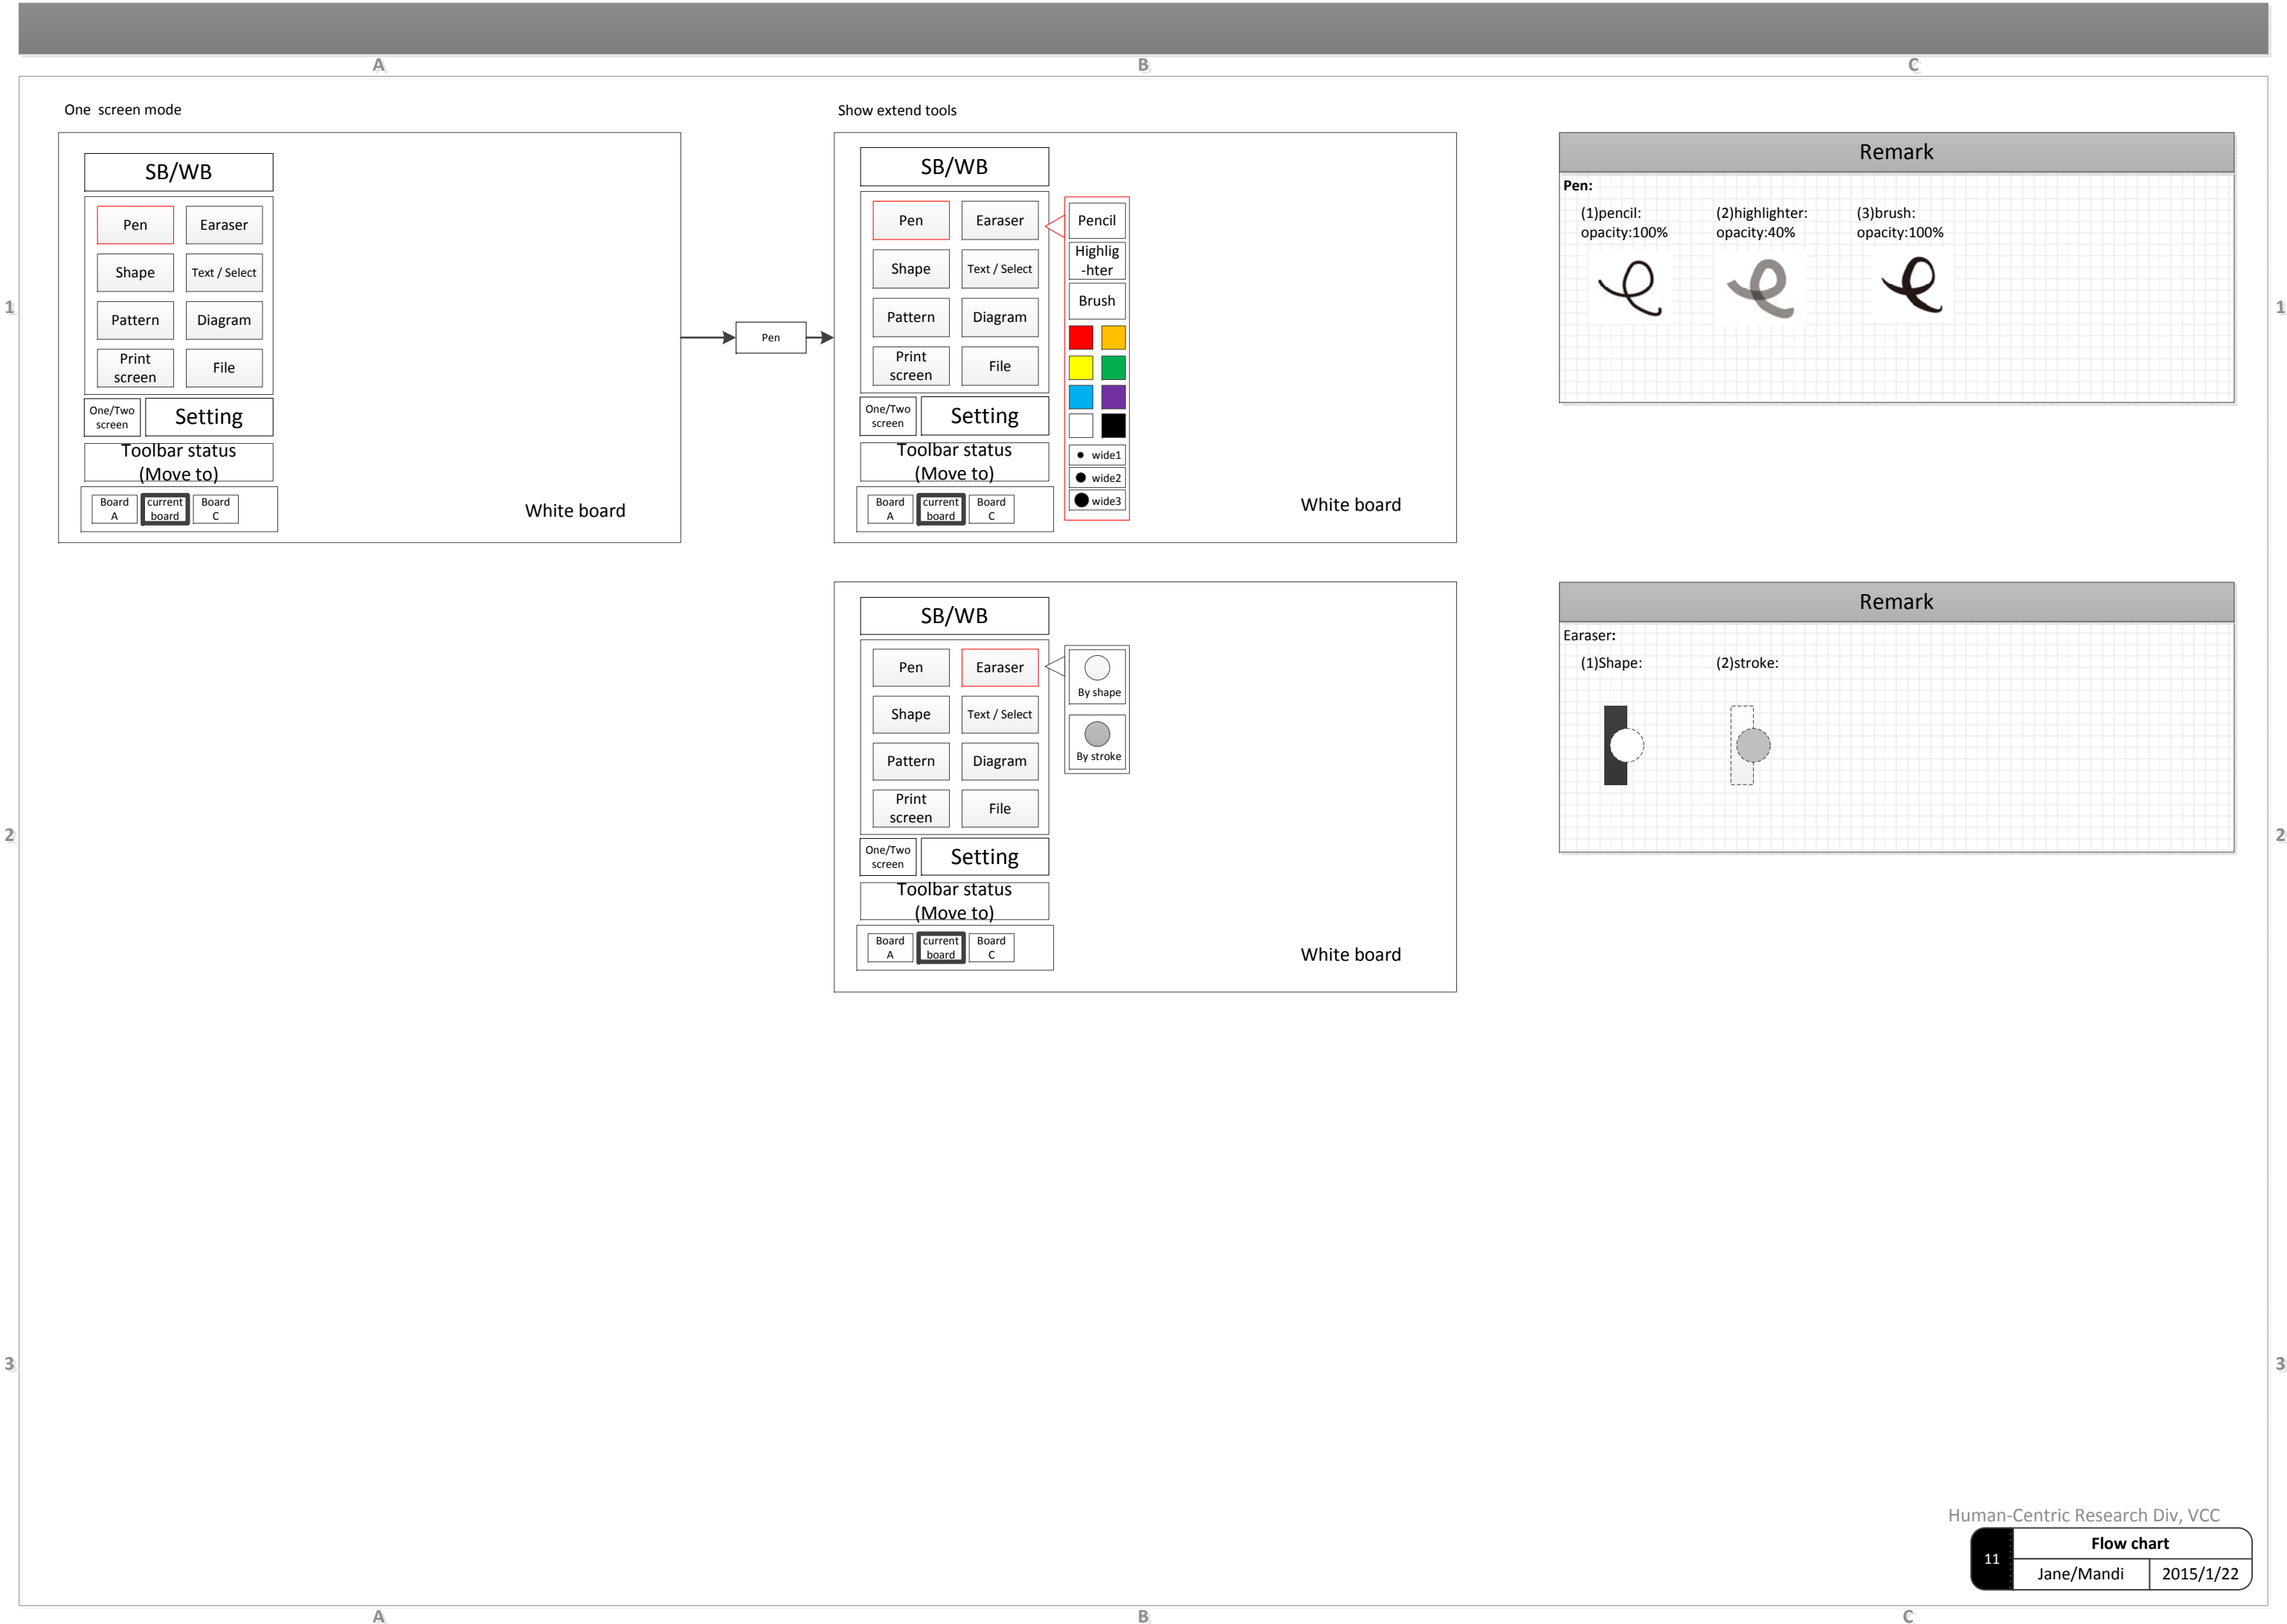 A
B
C
One screen mode
Show extend tools
SB/WB
Pen
Earaser
Shape
Text / Select
Pattern
Diagram
Print
screen
File
One/Two
screen
Setting
Toolbar status
(Move to)
Board
A
current
board
Board
C
White board
Pen
SB/WB
Pen
Earaser
Shape
Text / Select
Pattern
Diagram
Print
screen
File
One/Two
screen
Setting
Toolbar status
(Move to)
Board
A
current
board
Board
C
Pencil
Highlig
-hter
Brush
wide1
wide2
wide3
White board
Remark
Pen:
(1)pencil:
opacity:100%
(2)highlighter:
opacity:40%
(3)brush:
opacity:100%
1
1
SB/WB
Pen
Earaser
Shape
Text / Select
Pattern
Diagram
Print
screen
File
One/Two
screen
Setting
Toolbar status
(Move to)
Board
A
current
board
Board
C
By shape
By stroke
White board
Remark
Earaser:
(1)Shape:
(2)stroke:
2
2
3
3
Human-Centric Research Div, VCC
11
Flow chart
Jane/Mandi
2015/1/22
A
B
C